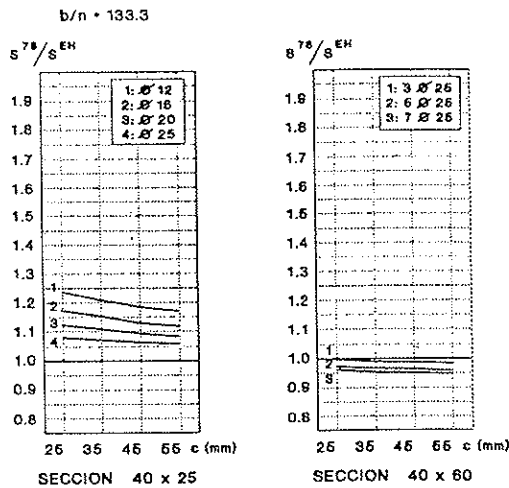 b/n • 133.3
S⁷⁸/S^EH
1: Ø 12
2: Ø 16
3: Ø 20
4: Ø 25
1.9
1.8
1.7
1.6
1.5
1.4
1.3
1.2
1.1
1.0
0.9
0.8
1
2
3
4
25 35 45 55 c (mm)
SECCION 40 x 25
S⁷⁸/S^EH
1: 3 Ø 25
2: 5 Ø 25
3: 7 Ø 25
1.9
1.8
1.7
1.6
1.5
1.4
1.3
1.2
1.1
1.0
0.9
0.8
1
2
3
25 35 45 55 c (mm)
SECCION 40 x 60